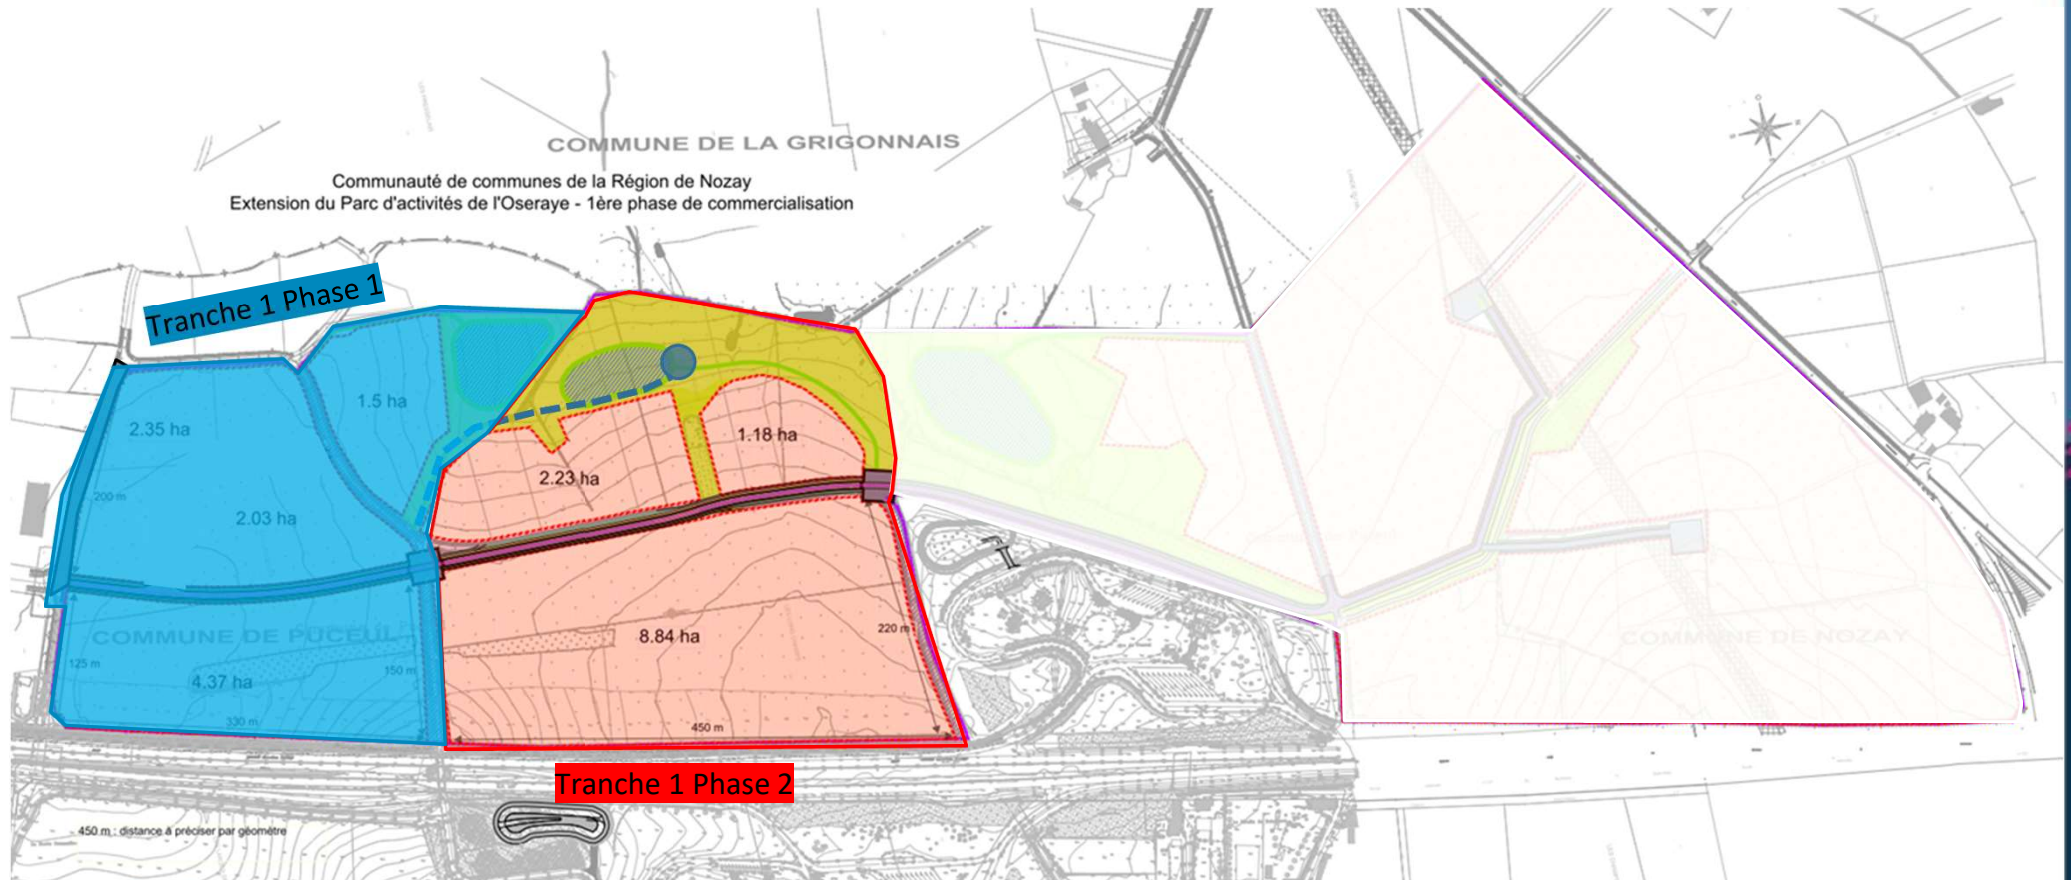 COMMUNE DE LA GRIGONNAIS
Communauté de communes de la Région de Nozay
Extension du Parc d'activités de l'Oseraye - 1ère phase de commercialisation
Tranche 1 Phase 1
1.5 ha
2.35 ha
1.18 ha
2.23 ha
200 m
2.03 ha
COMMUNE DE PUCEUL
8.84 ha
220 m
COMMUNE DE NOZAY
125 m
150 m
4.37 ha
330 m
450 m
Tranche 1 Phase 2
450 m : distance à préciser par géomètre